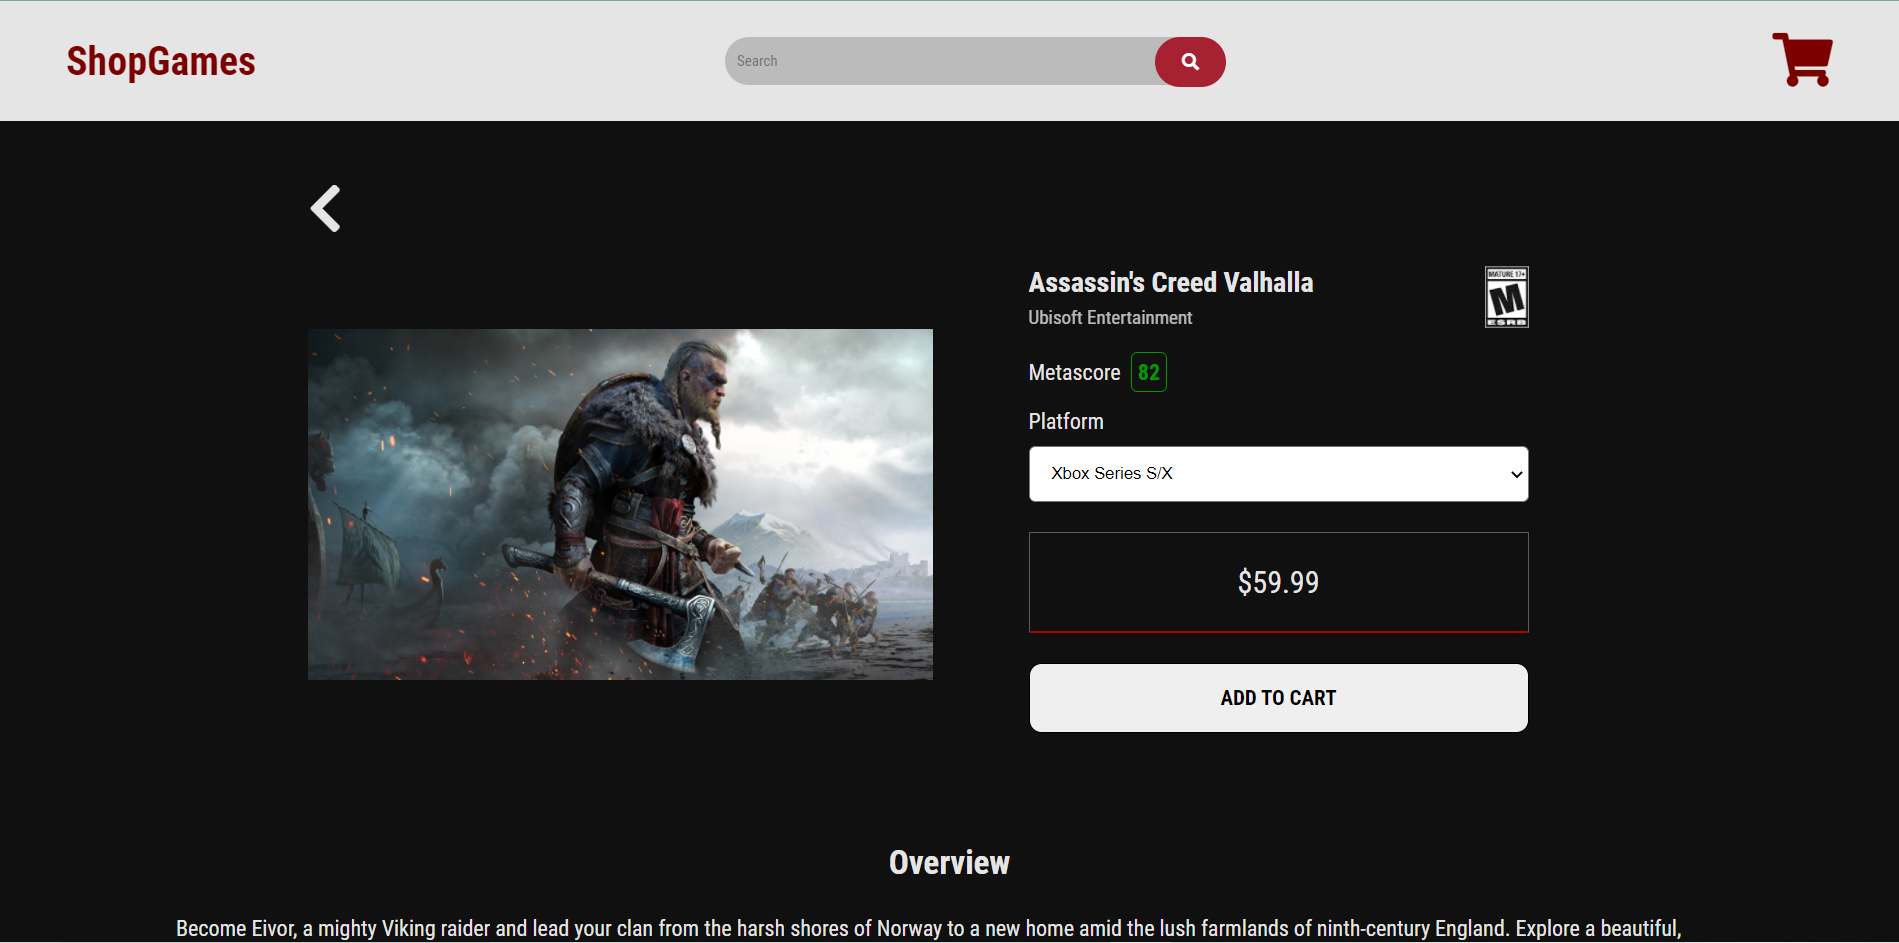 ShopGames
Search
Assassin's Creed Valhalla
MATURE 17+
M
ESRB
Ubisoft Entertainment
Metascore 82
Platform
Xbox Series S/X
$59.99
ADD TO CART
Overview
Become Eivor, a mighty Viking raider and lead your clan from the harsh shores of Norway to a new home amid the lush farmlands of ninth-century England. Explore a beautiful,